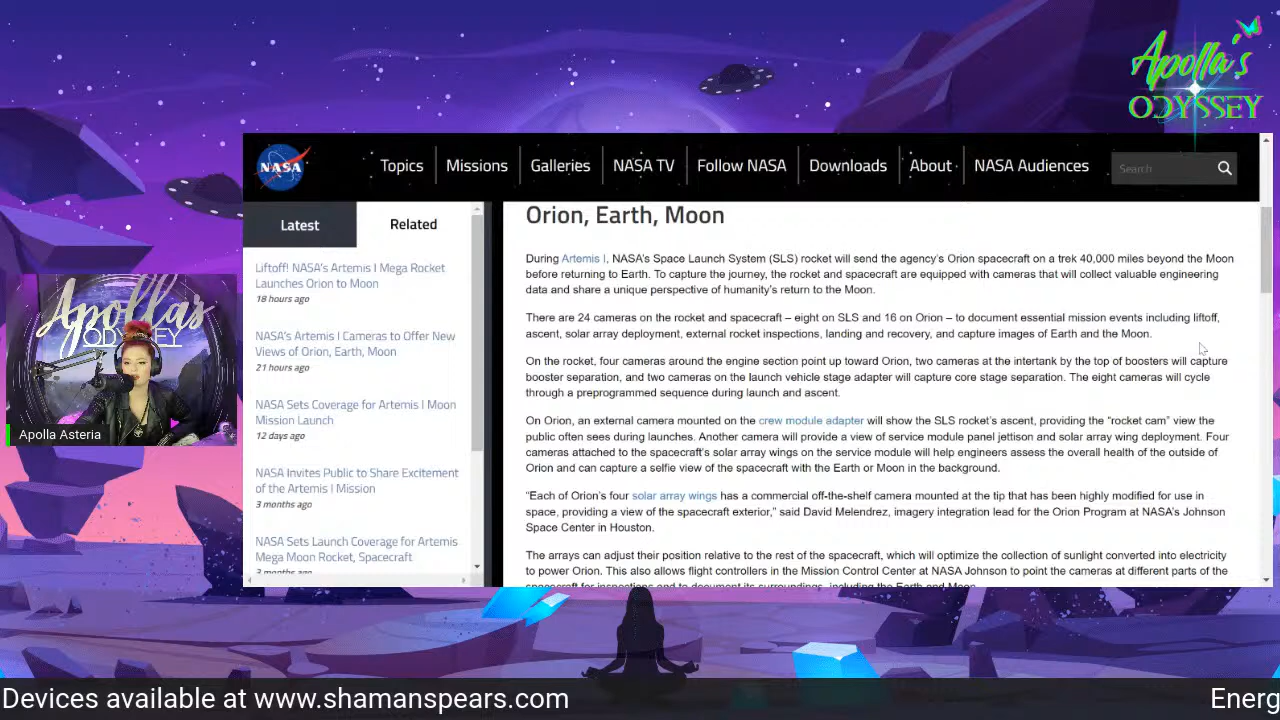 Apolla's
ODYSSEY
NASA
Topics
Missions
Galleries
NASA TV
Follow NASA
Downloads
About
NASA Audiences
Search
Latest
Related
Liftoff! NASA's Artemis I Mega Rocket
Launches Orion to Moon
18 hours ago
NASA's Artemis I Cameras to Offer New
Views of Orion, Earth, Moon
21 hours ago
NASA Sets Coverage for Artemis I Moon
Mission Launch
12 days ago
NASA Invites Public to Share Excitement
of the Artemis I Mission
3 months ago
NASA Sets Launch Coverage for Artemis
Mega Moon Rocket, Spacecraft
3 months ago
Orion, Earth, Moon
During Artemis I, NASA's Space Launch System (SLS) rocket will send the agency's Orion spacecraft on a trek 40,000 miles beyond the Moon
before returning to Earth. To capture the journey, the rocket and spacecraft are equipped with cameras that will collect valuable engineering
data and share a unique perspective of humanity's return to the Moon.
There are 24 cameras on the rocket and spacecraft – eight on SLS and 16 on Orion – to document essential mission events including liftoff,
ascent, solar array deployment, external rocket inspections, landing and recovery, and capture images of Earth and the Moon.
On the rocket, four cameras around the engine section point up toward Orion, two cameras at the intertank by the top of boosters will capture
booster separation, and two cameras on the launch vehicle stage adapter will capture core stage separation. The eight cameras will cycle
through a preprogrammed sequence during launch and ascent.
On Orion, an external camera mounted on the crew module adapter will show the SLS rocket's ascent, providing the “rocket cam” view the
public often sees during launches. Another camera will provide a view of service module panel jettison and solar array wing deployment. Four
cameras attached to the spacecraft's solar array wings on the service module will help engineers assess the overall health of the outside of
Orion and can capture a selfie view of the spacecraft with the Earth or Moon in the background.
“Each of Orion's four solar array wings has a commercial off-the-shelf camera mounted at the tip that has been highly modified for use in
space, providing a view of the spacecraft exterior,” said David Melendrez, imagery integration lead for the Orion Program at NASA's Johnson
Space Center in Houston.
The arrays can adjust their position relative to the rest of the spacecraft, which will optimize the collection of sunlight converted into electricity
to power Orion. This also allows flight controllers in the Mission Control Center at NASA Johnson to point the cameras at different parts of the
spacecraft for inspections and to document its surroundings, including the Earth and Moon.
Apollas
ODYSSEY
Apolla Asteria
Devices available at www.shamanspears.com
Energ